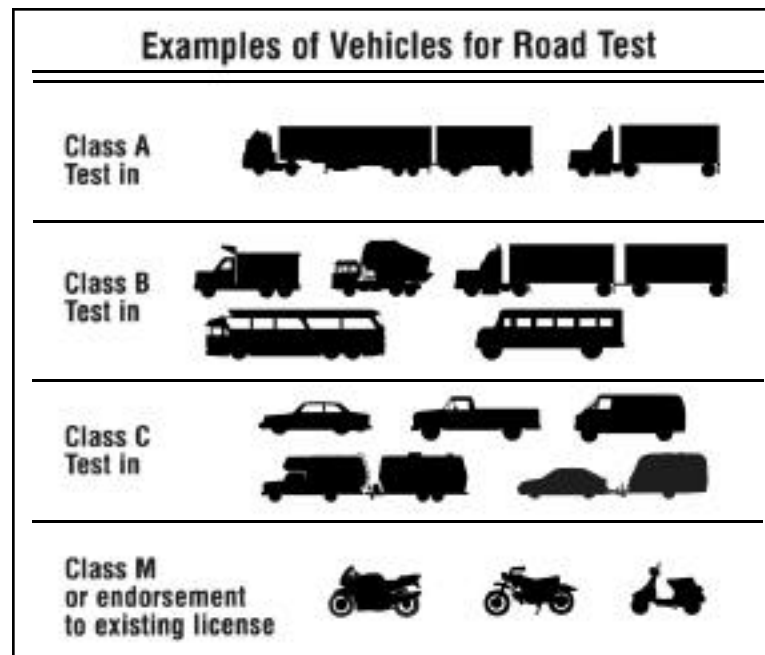 Examples of Vehicles for Road Test
Class A
Test in
Class B
Test in
Class C
Test in
Class M
or endorsement
to existing license